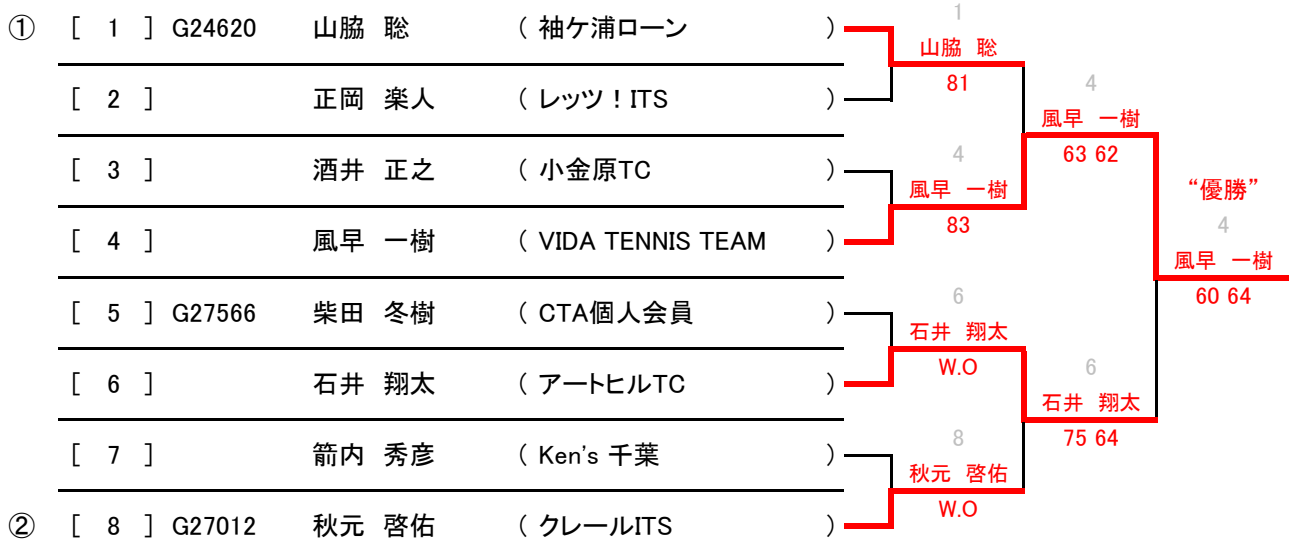 ① [ 1 ] G24620 山脇 聡 ( 袖ケ浦ローン )
[ 2 ] 正岡 楽人 ( レッツ！ITS )
[ 3 ] 酒井 正之 ( 小金原TC )
[ 4 ] 風早 一樹 ( VIDA TENNIS TEAM )
[ 5 ] G27566 柴田 冬樹 ( CTA個人会員 )
[ 6 ] 石井 翔太 ( アートヒルTC )
[ 7 ] 箭内 秀彦 ( Ken's 千葉 )
② [ 8 ] G27012 秋元 啓佑 ( クレールITS )
1
山脇 聡
81
4
風早 一樹
83
6
石井 翔太
W.O
8
秋元 啓佑
W.O
4
風早 一樹
63 62
6
石井 翔太
75 64
“優勝”
4
風早 一樹
60 64